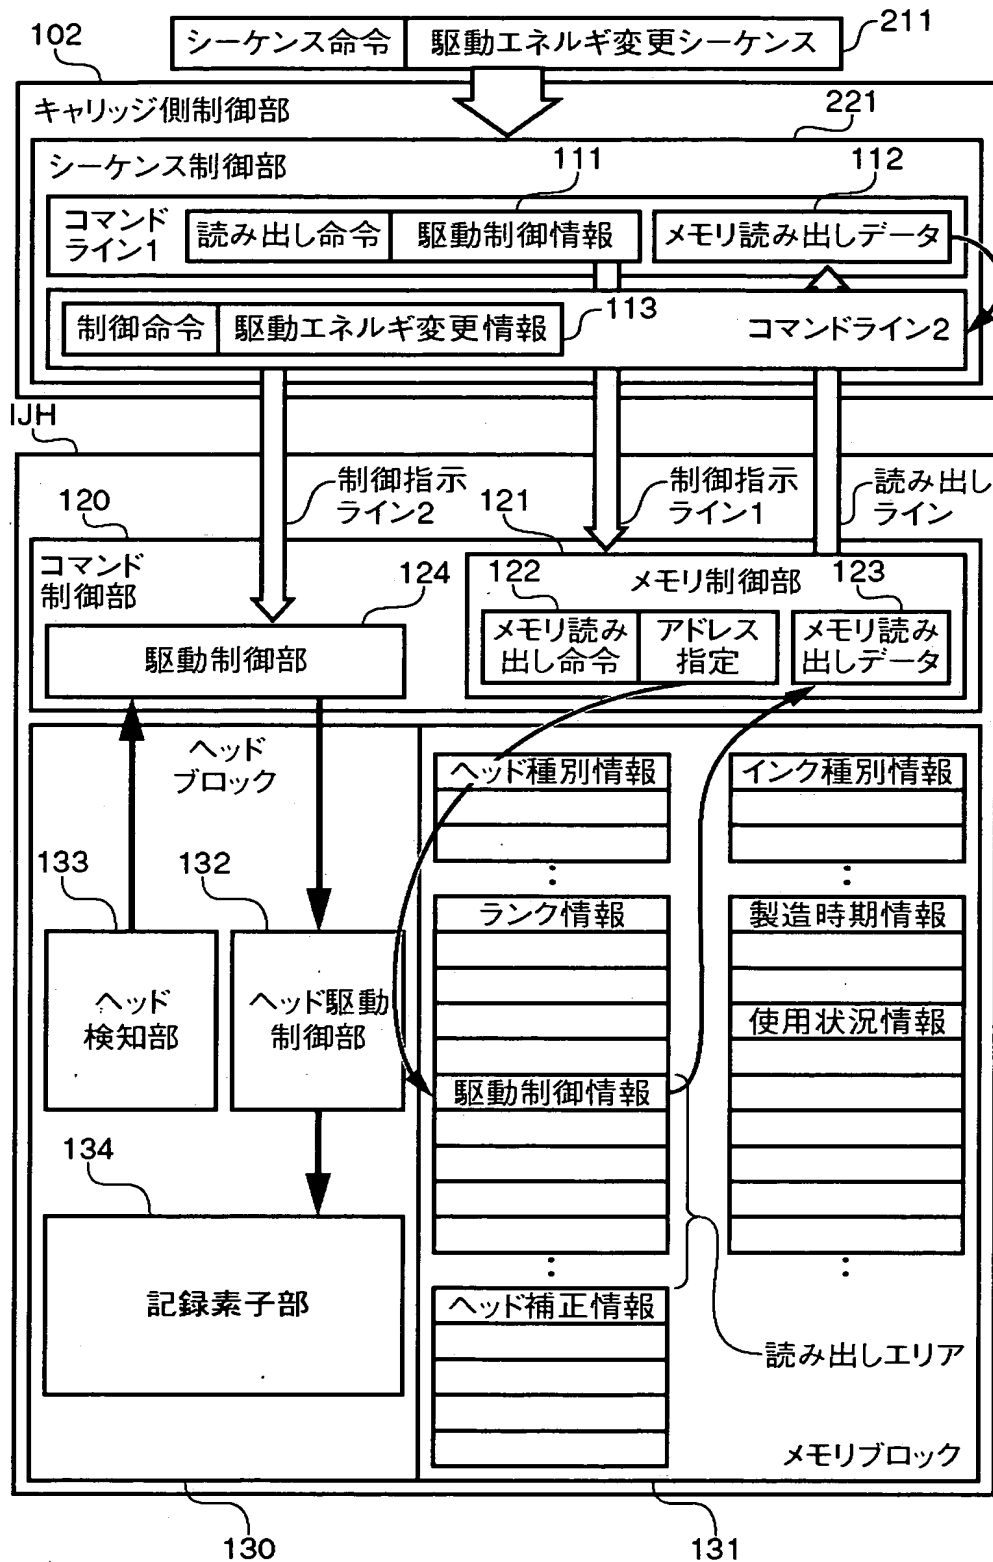 102
シーケンス命令 駆動エネルギ変更シーケンス
211
キャリッジ側制御部
221
シーケンス制御部
111
112
コマンド
ライン1
読み出し命令 駆動制御情報
メモリ読み出しデータ
113
制御命令 駆動エネルギ変更情報
コマンドライン2
IJH
120
制御指示
ライン2
121
制御指示
ライン1
読み出し
ライン
コマンド
制御部
124
122
メモリ制御部
123
駆動制御部
メモリ読み
出し命令
アドレス
指定
メモリ読み
出しデータ
ヘッド
ブロック
ヘッド種別情報
インク種別情報
133
132
ランク情報
製造時期情報
ヘッド
検知部
ヘッド駆動
制御部
使用状況情報
駆動制御情報
134
記録素子部
ヘッド補正情報
読み出しエリア
メモリブロック
130
131